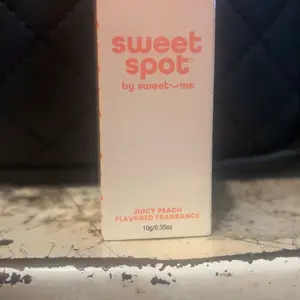 sweet
spot
by sweet me
JUICY PEACH
FLAVORED FRAGRANCE
10g/0.35oz